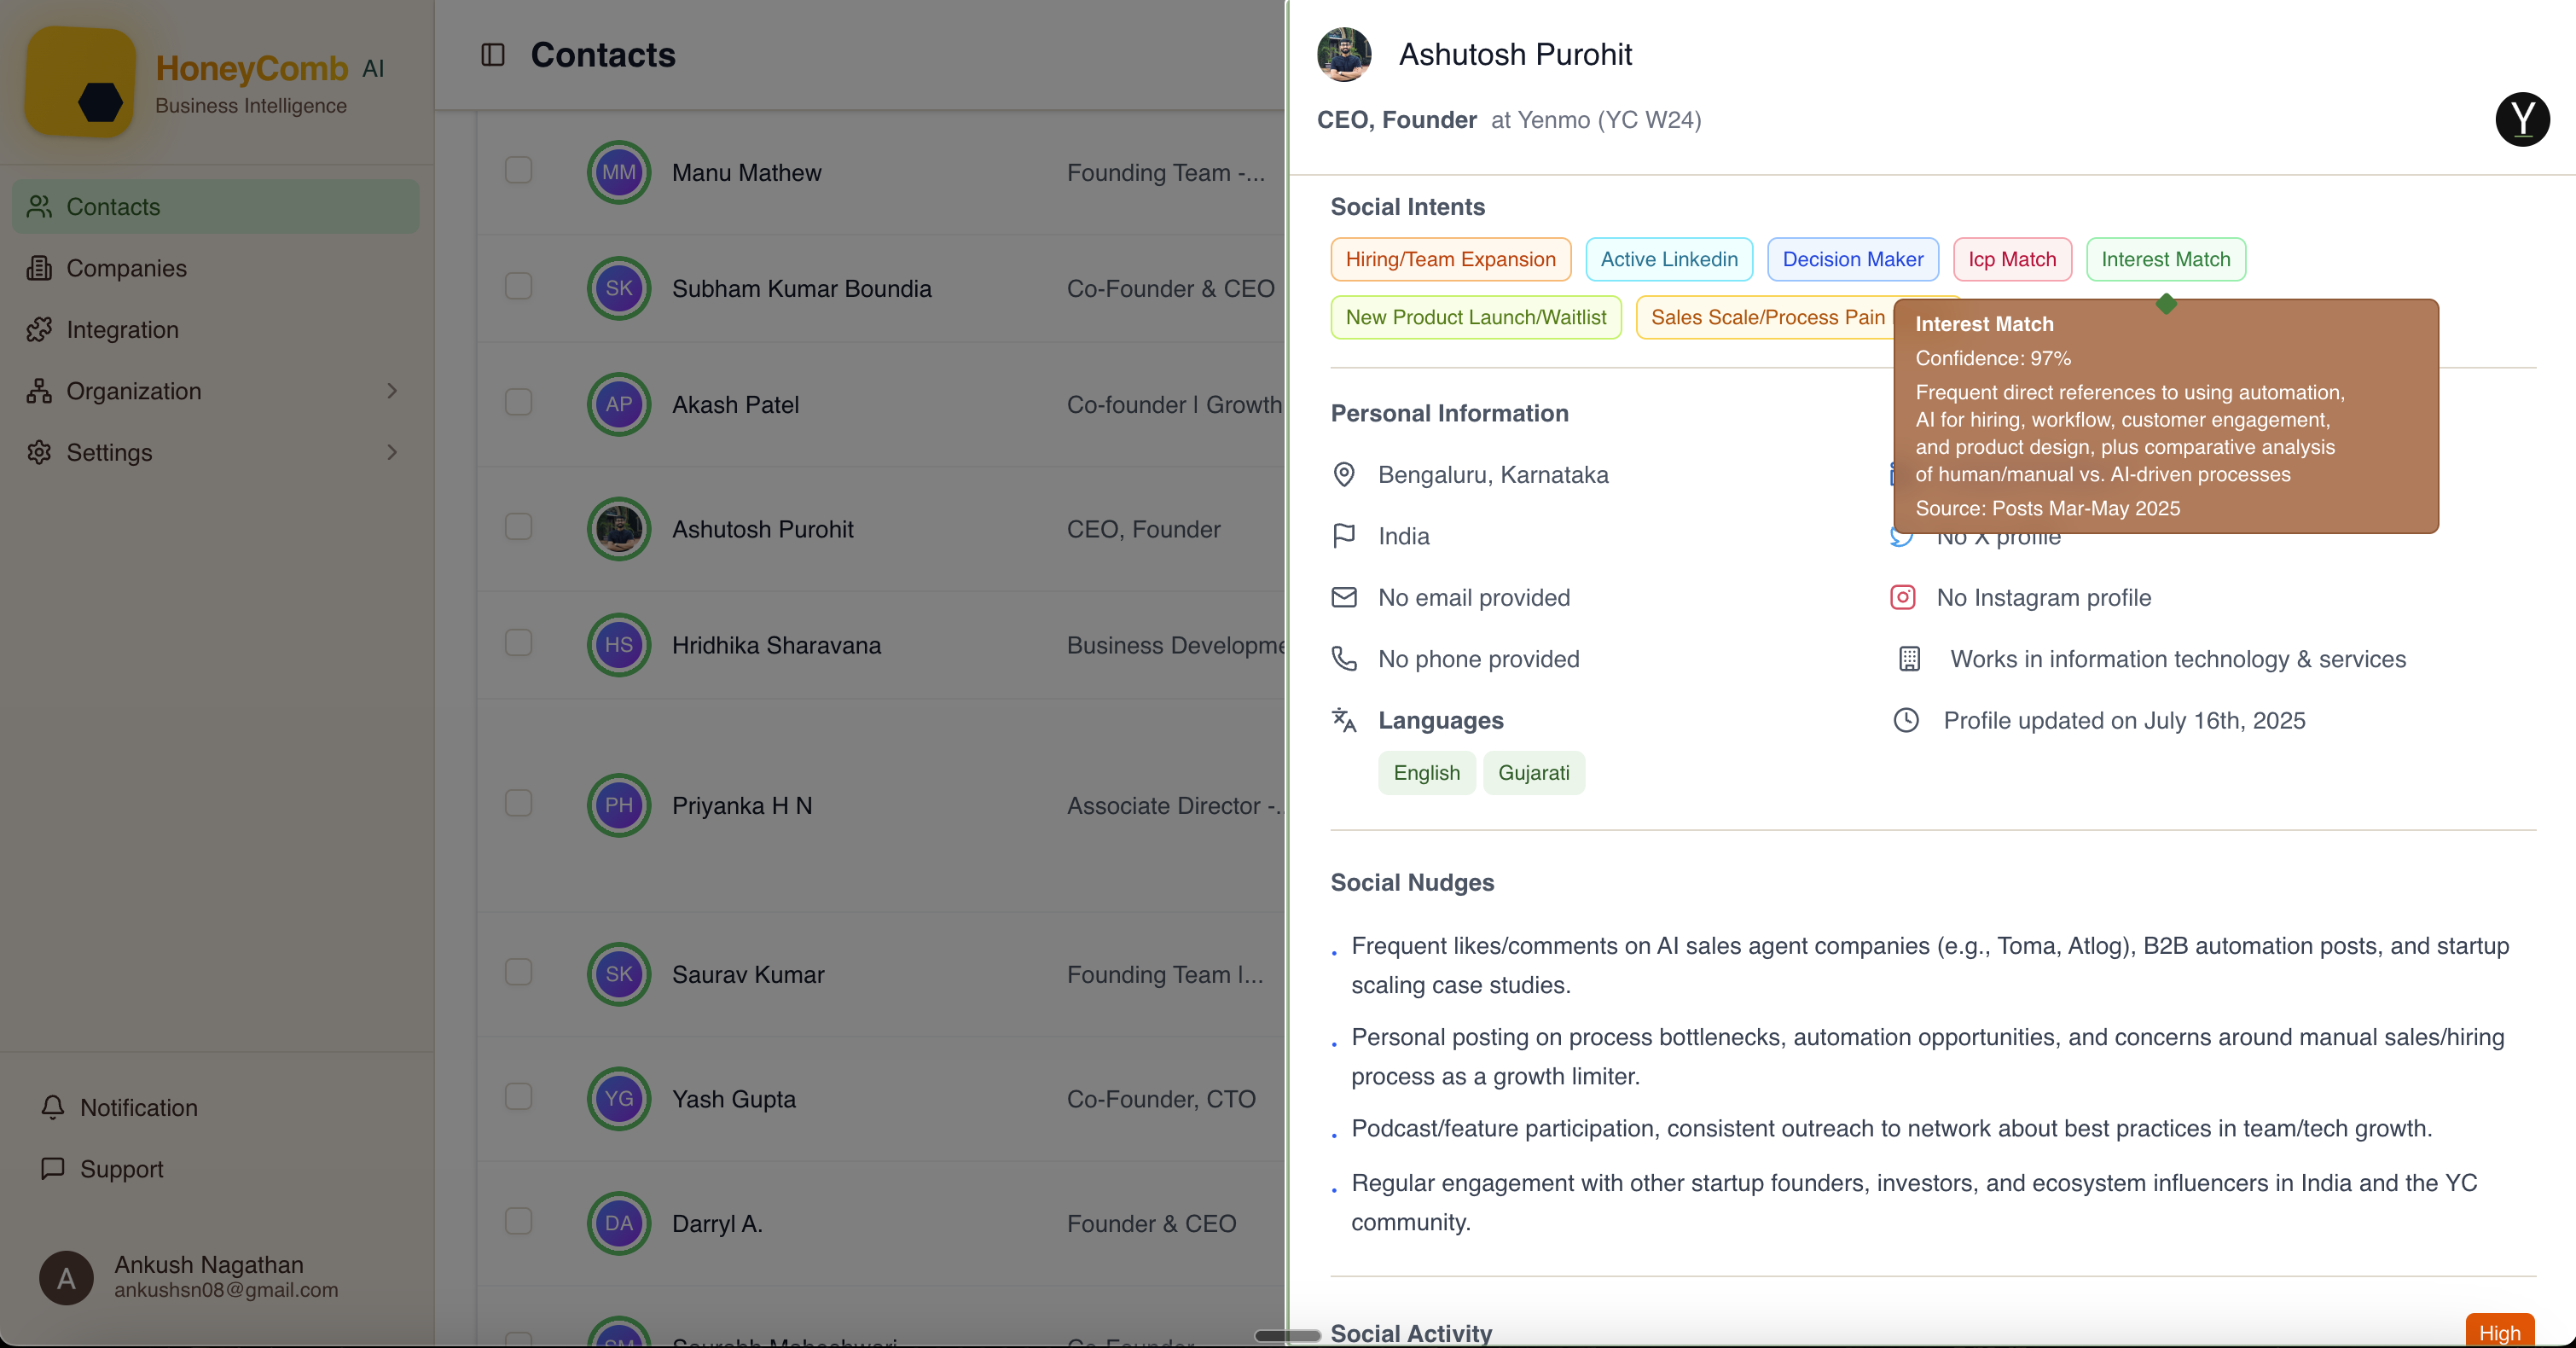 HoneyComb AI
Business Intelligence
Contacts
Companies
Integration
Organization
Settings
Notification
Support
A
Ankush Nagathan
ankushsn08@gmail.com
Contacts
MM Manu Mathew Founding Team -...
SK Subham Kumar Boundia Co-Founder & CEO
AP Akash Patel Co-founder | Growth
Ashutosh Purohit CEO, Founder
HS Hridhika Sharavana Business Developme
PH Priyanka H N Associate Director -..
SK Saurav Kumar Founding Team |...
YG Yash Gupta Co-Founder, CTO
DA Darryl A. Founder & CEO
Ashutosh Purohit
CEO, Founder at Yenmo (YC W24)
Y
Social Intents
Hiring/Team Expansion Active Linkedin Decision Maker Icp Match Interest Match
New Product Launch/Waitlist Sales Scale/Process Pain
Interest Match
Confidence: 97%
Frequent direct references to using automation,
AI for hiring, workflow, customer engagement,
and product design, plus comparative analysis
of human/manual vs. AI-driven processes
Source: Posts Mar-May 2025
Personal Information
Bengaluru, Karnataka
India No X profile
No email provided No Instagram profile
No phone provided Works in information technology & services
Languages Profile updated on July 16th, 2025
English Gujarati
Social Nudges
Frequent likes/comments on AI sales agent companies (e.g., Toma, Atlog), B2B automation posts, and startup
scaling case studies.
Personal posting on process bottlenecks, automation opportunities, and concerns around manual sales/hiring
process as a growth limiter.
Podcast/feature participation, consistent outreach to network about best practices in team/tech growth.
Regular engagement with other startup founders, investors, and ecosystem influencers in India and the YC
community.
Social Activity High